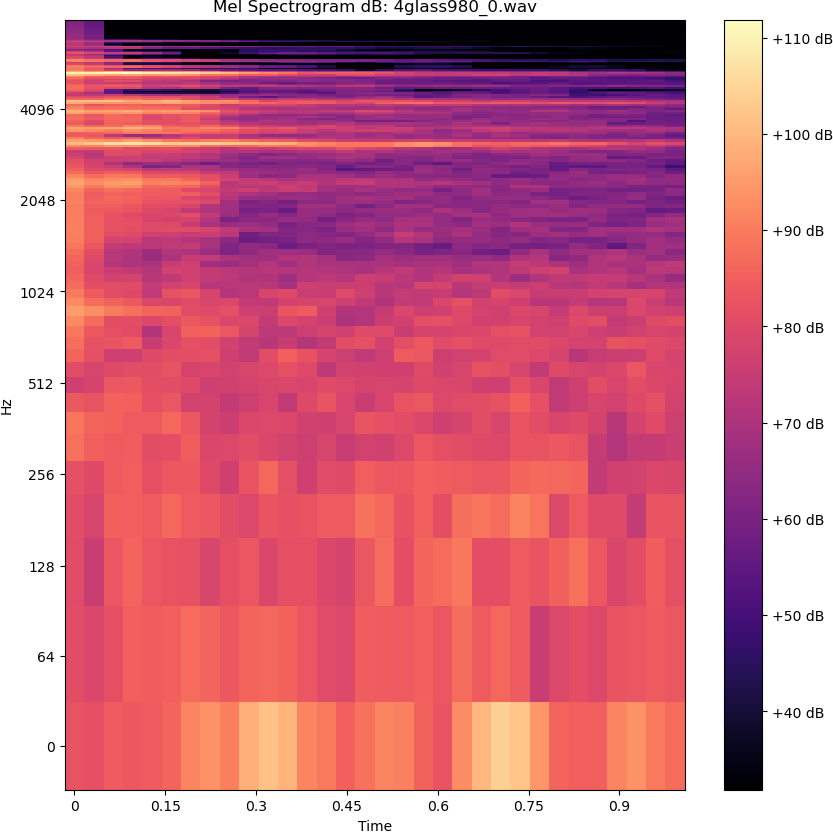 Mel Spectrogram dB: 4glass980_0.wav
+110 dB
4096
+100 dB
2048
+90 dB
1024
+80 dB
512
Hz
+70 dB
256
+60 dB
128
+50 dB
64
+40 dB
0
0 0.15 0.3 0.45 0.6 0.75 0.9
Time